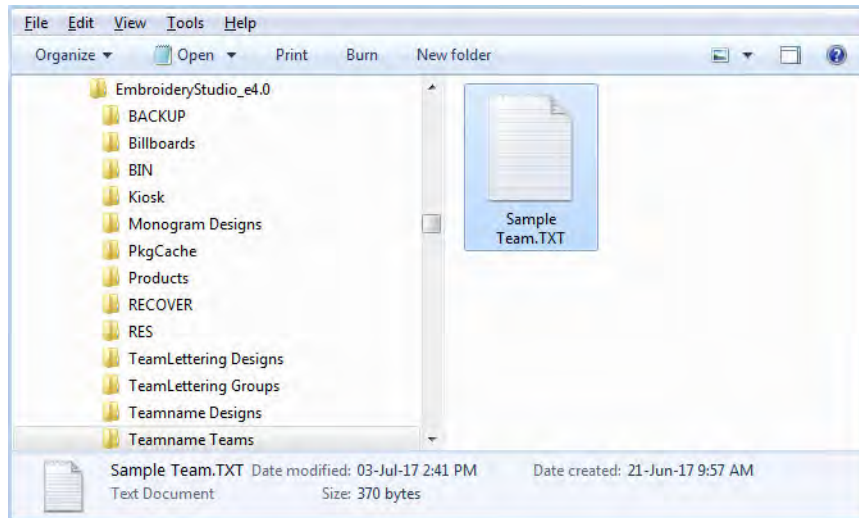 File Edit View Tools Help
Organize Open Print Burn New folder
EmbroideryStudio_e4.0
BACKUP
Billboards
BIN
Kiosk
Monogram Designs
PkgCache
Products
RECOVER
RES
TeamLettering Designs
TeamLettering Groups
Teamname Designs
Teamname Teams
Sample
Team.TXT
Sample Team.TXT Date modified: 03-Jul-17 2:41 PM Date created: 21-Jun-17 9:57 AM
Text Document Size: 370 bytes